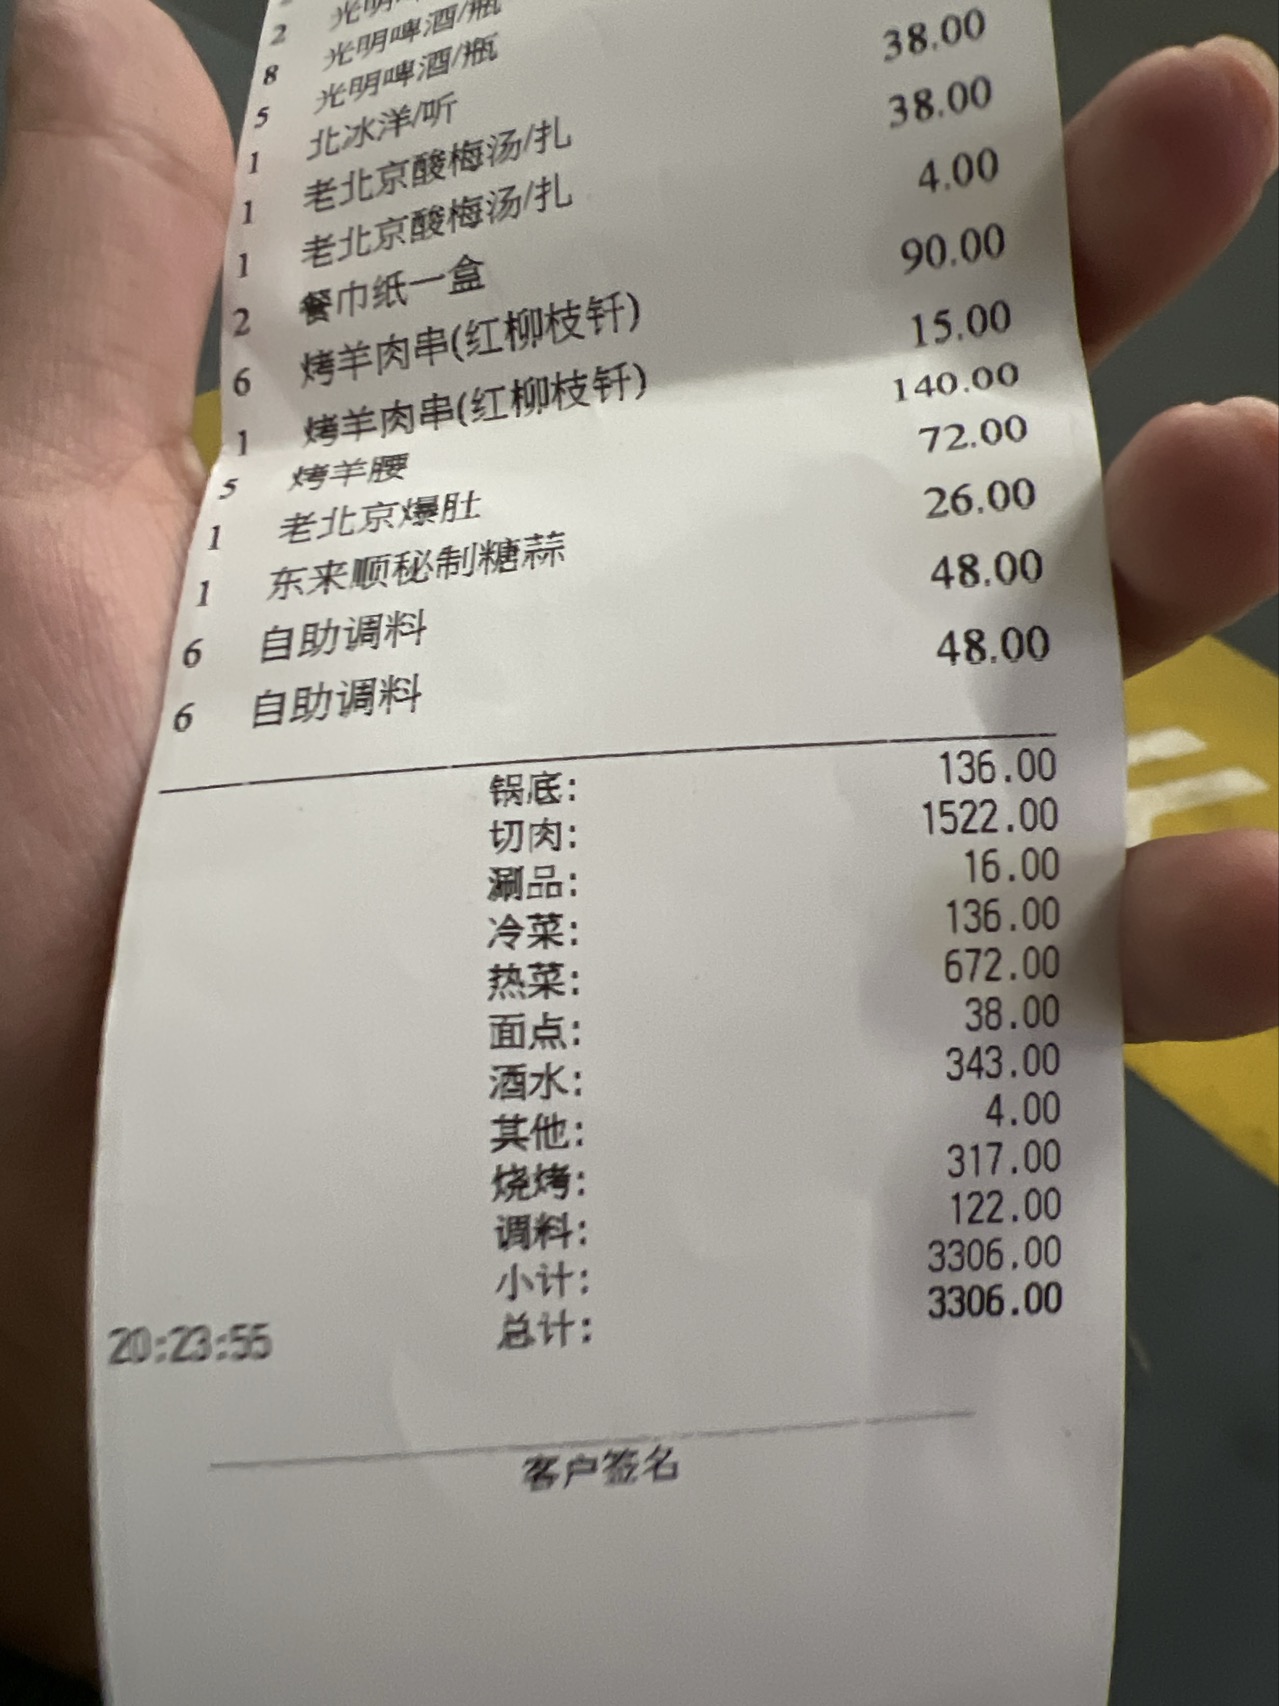 2 光明啤
8 光明啤酒/瓶
5 光明啤酒/瓶
1 北冰洋/听
1 老北京酸梅汤/扎 38.00
1 老北京酸梅汤/扎 38.00
2 餐巾纸一盒 4.00
6 烤羊肉串(红柳枝钎) 90.00
1 烤羊肉串(红柳枝钎) 15.00
5 烤羊腰 140.00
1 老北京爆肚 72.00
1 东来顺秘制糖蒜 26.00
6 自助调料 48.00
6 自助调料 48.00
锅底: 136.00
切肉: 1522.00
涮品: 16.00
冷菜: 136.00
热菜: 672.00
面点: 38.00
酒水: 343.00
其他: 4.00
烧烤: 317.00
调料: 122.00
小计: 3306.00
20:23:55 总计: 3306.00
客户签名